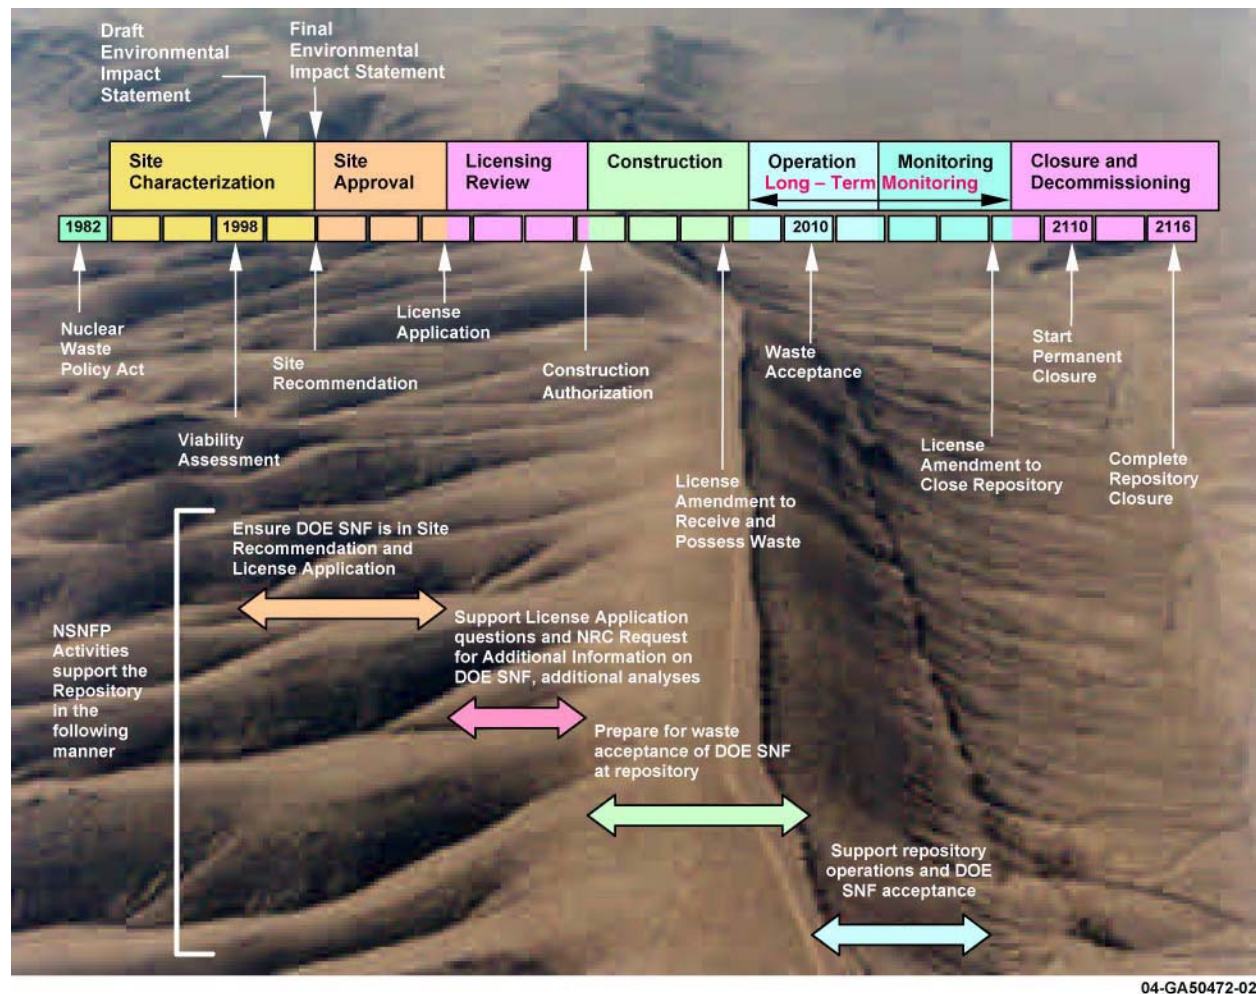 Draft
Environmental
Impact
Statement
Final
Environmental
Impact Statement
Site
Characterization
Site
Approval
Licensing
Review
Construction
Operation
Monitoring
Long – Term Monitoring
Closure and
Decommissioning
1982
1998
2010
2110
2116
Nuclear
Waste
Policy Act
Viability
Assessment
Site
Recommendation
License
Application
Construction
Authorization
License
Amendment to
Receive and
Possess Waste
Waste
Acceptance
License
Amendment to
Close Repository
Start
Permanent
Closure
Complete
Repository
Closure
NSNFP
Activities
support the
Repository
in the
following
manner
Ensure DOE SNF is in Site
Recommendation and
License Application
Support License Application
questions and NRC Request
for Additional Information on
DOE SNF, additional analyses
Prepare for waste
acceptance of DOE SNF
at repository
Support repository
operations and DOE
SNF acceptance
04-GA50472-02